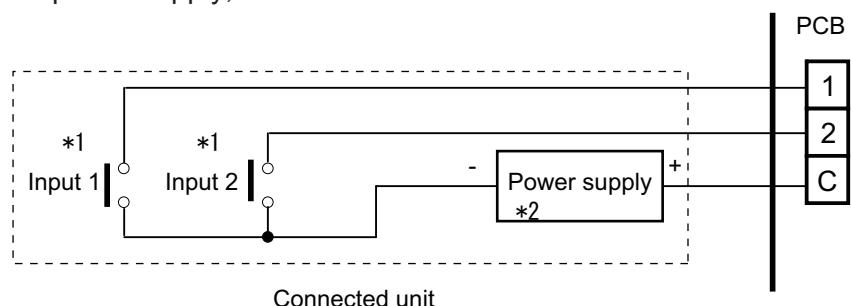 PCB
1
*1 *1 2
Input 1 Input 2 - Power supply + C
*2
Connected unit